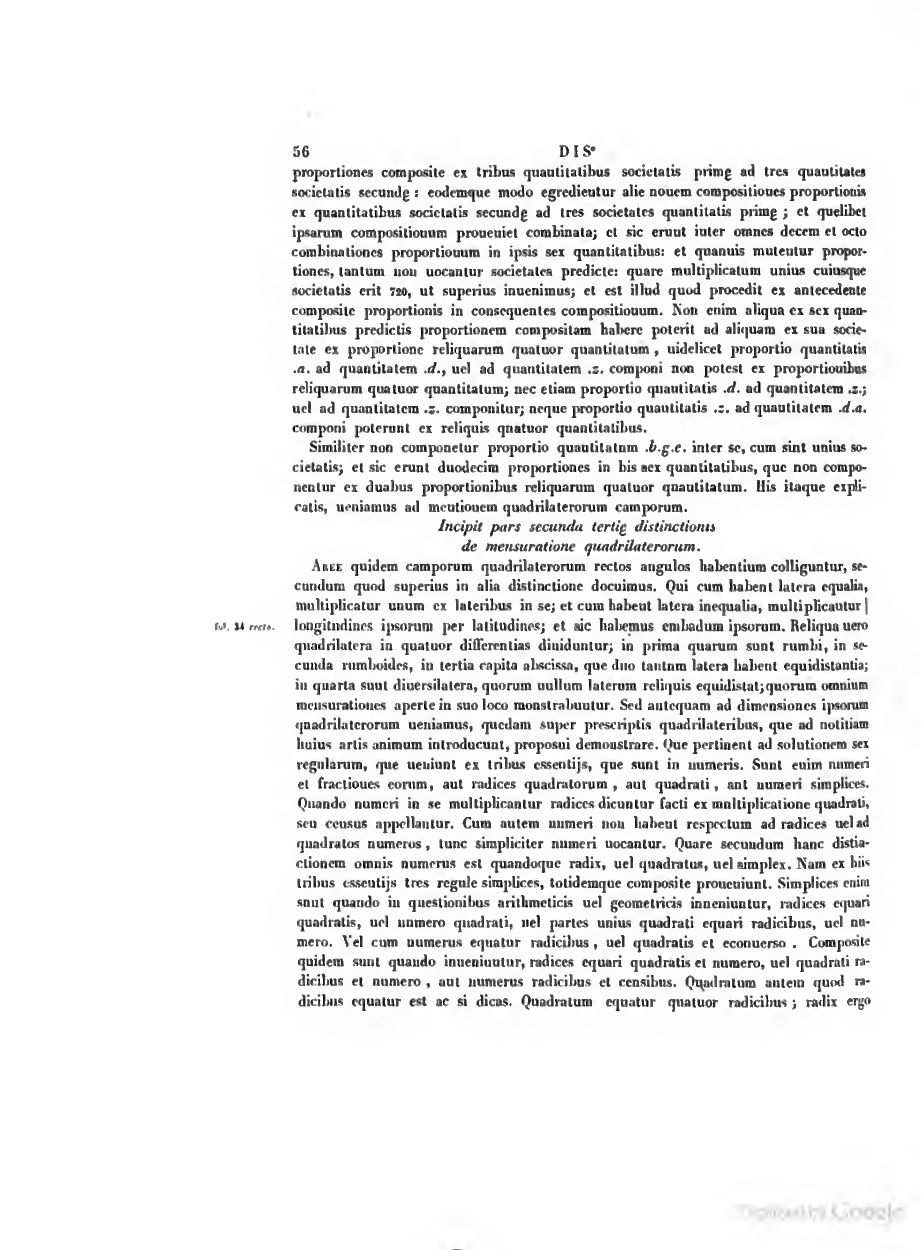 56 DISº
proportiones composite ex tribus quantitatibus societatis primę ad tres quantitates
societatis secundę : eodemque modo egredientur alie nouem compositiones proportionis
ex quantitatibus societatis secundę ad tres societates quantitatis primę ; et quelibet
ipsarum compositionum proueuiet combinata; et sic erunt inter omnes decem et octo
combinationes proportionum in ipsis sex quantitatibus: et quanuis mutetur propor-
tiones, tantum non uocantur societates predicte: quare multiplicatum unius cuiusque
societatis erit 720, ut superius inuenimus; et est illud quod procedit ex antecedente
composite proportionis in consequentes compositionum. Non enim aliqua ex sex quan-
titatibus predictis proportionem compositam habere poterit ad aliquam ex sua socie-
tate ex proportione reliquarum quatuor quantitatum , uidelicet proportio quantitatis
.a. ad quantitatem .d., uel ad quantitatem .z. componi non potest ex proportionibus
reliquarum quatuor quantitatum; nec etiam proportio quantitatis .d. ad quantitatem .z.;
uel ad quantitatem .z. componitur; neque proportio quantitatis .z. ad quantitatem .d.a.
componi poterunt ex reliquis quatuor quantitatibus.
Similiter non componetur proportio quantitatum .b.g.e. inter se, cum sint unius so-
cietatis; et sic erunt duodecim proportiones in his sex quantitatibus, que non compo-
nentur ex duabus proportionibus reliquarum quatuor quantitatum. His itaque expli-
catis, ueniamus ad mentionem quadrilaterorum camporum.
Incipit pars secunda tertię distinctionis
de mensuratione quadrilaterorum.
AREE quidem camporum quadrilaterorum rectos angulos habentium colliguntur, se-
cundum quod superius in alia distinctione docuimus. Qui cum habent latera equalia,
multiplicatur unum ex lateribus in se; et cum habeut latera inequalia, multiplicantur |
fol. 34 recto. longitudines ipsorum per latitudines; et sic habemus embadum ipsorum. Reliqua uero
quadrilatera in quatuor differentias diuiduntur; in prima quarum sunt rumbi, in se-
cunda rumboides, in tertia capita abscissa, que duo tantum latera habent equidistantia;
in quarta sunt diuersilatera, quorum nullum laterum reliquis equidistat; quorum omnium
mensurationes aperte in suo loco monstrabuntur. Sed antequam ad dimensiones ipsorum
quadrilaterorum ueniamus, quedam super prescriptis quadrilateribus, que ad notitiam
huius artis animum introducunt, proposui demonstrare. Que pertinent ad solutionem sex
regularum, que ueniunt ex tribus essentijs, que sunt in numeris. Sunt enim numeri
et fractiones eorum, aut radices quadratorum , aut quadrati , aut numeri simplices.
Quando numeri in se multiplicantur radices dicuntur facti ex multiplicatione quadrati,
seu census appellantur. Cum autem numeri non habent respectum ad radices uel ad
quadratos numeros , tunc simpliciter numeri uocantur. Quare secundum hanc distin-
ctionem omnis numerus est quandoque radix, uel quadratus, uel simplex. Nam ex hiis
tribus essentijs tres regule simplices, totidemque composite proueniunt. Simplices enim
sunt quando in questionibus arithmeticis uel geometricis inueniuntur, radices equari
quadratis, uel numero quadrati, uel partes unius quadrati equari radicibus, uel nu-
mero. Vel cum numerus equatur radicibus , uel quadratis et econuerso . Composite
quidem sunt quando inueniuntur, radices equari quadratis et numero, uel quadrati ra-
dicibus et numero , aut numerus radicibus et censibus. Quadratum autem quod ra-
dicibus equatur est ac si dicas. Quadratum equatur quatuor radicibus ; radix ergo
Digitized by Google